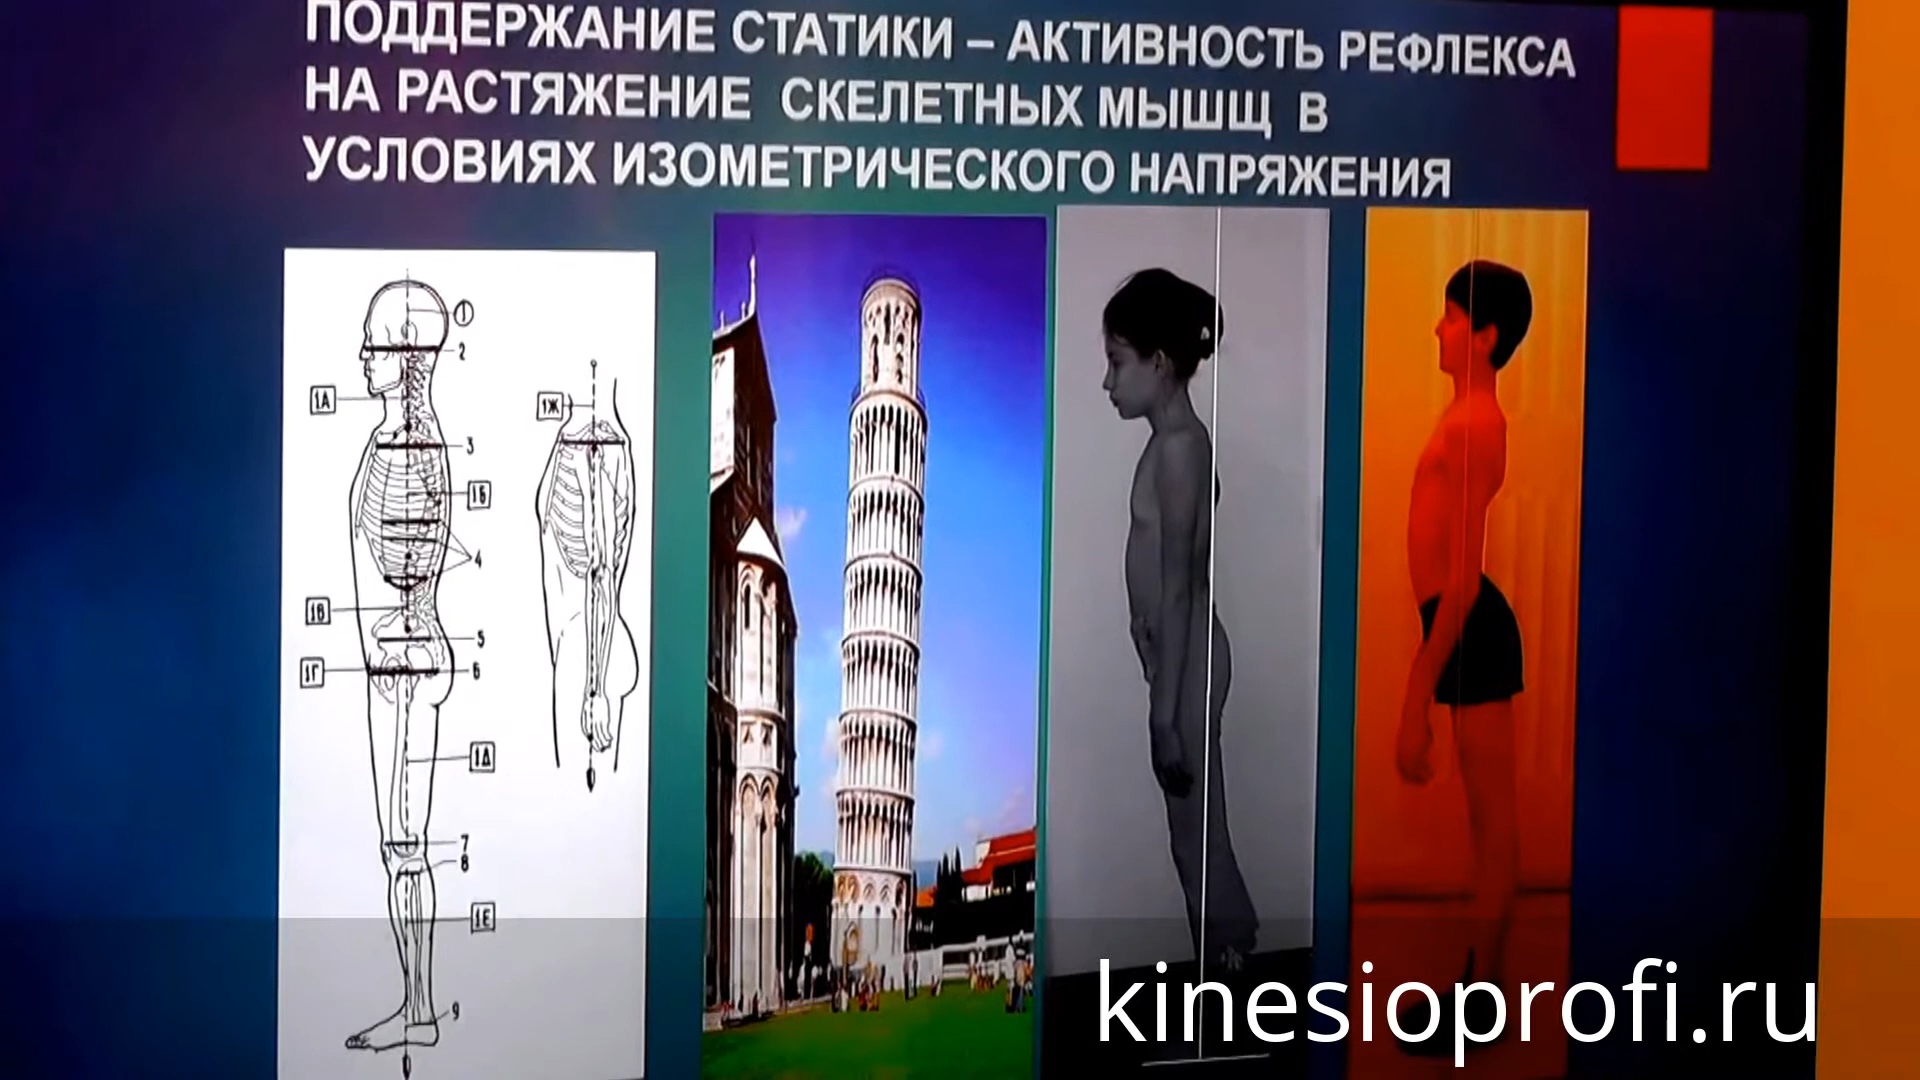 ПОДДЕРЖАНИЕ СТАТИКИ – АКТИВНОСТЬ РЕФЛЕКСА
НА РАСТЯЖЕНИЕ СКЕЛЕТНЫХ МЫШЩ В
УСЛОВИЯХ ИЗОМЕТРИЧЕСКОГО НАПРЯЖЕНИЯ
1
2
1А
1Ж
3
1Б
4
1В
5
1Г
6
1Д
7
8
1Е
9
kinesioprofi.ru